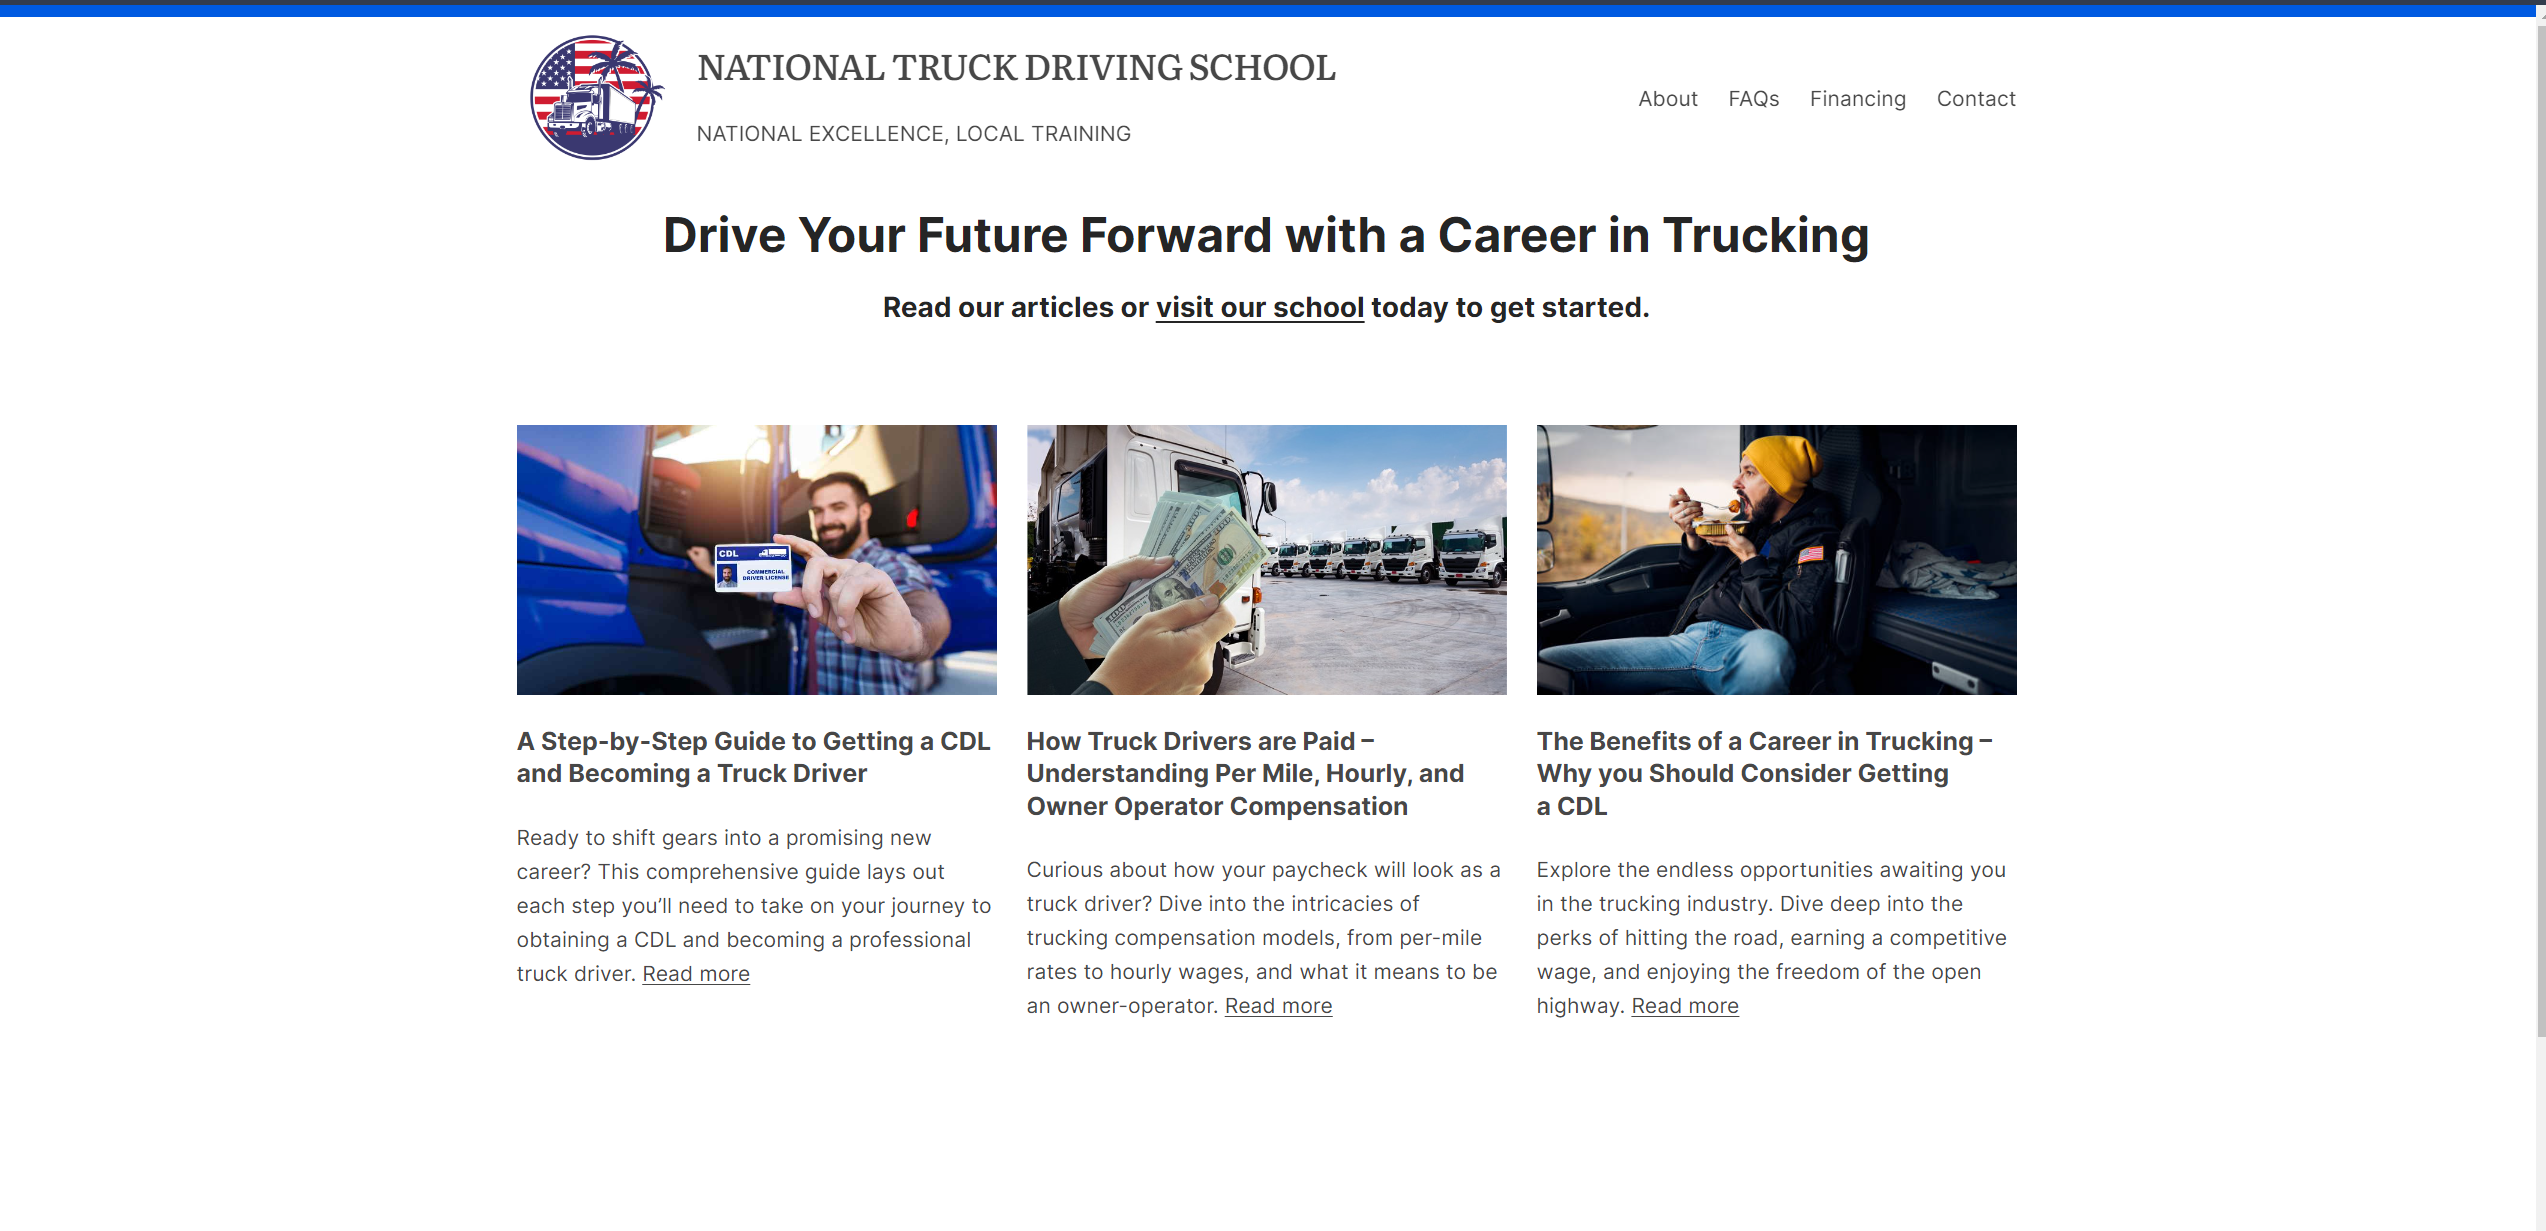 NATIONAL TRUCK DRIVING SCHOOL
NATIONAL EXCELLENCE, LOCAL TRAINING
About FAQs Financing Contact
Drive Your Future Forward with a Career in Trucking
Read our articles or visit our school today to get started.
CDL
COMMERCIAL
DRIVER LICENSE
A Step-by-Step Guide to Getting a CDL
and Becoming a Truck Driver
Ready to shift gears into a promising new
career? This comprehensive guide lays out
each step you’ll need to take on your journey to
obtaining a CDL and becoming a professional
truck driver. Read more
How Truck Drivers are Paid –
Understanding Per Mile, Hourly, and
Owner Operator Compensation
Curious about how your paycheck will look as a
truck driver? Dive into the intricacies of
trucking compensation models, from per-mile
rates to hourly wages, and what it means to be
an owner-operator. Read more
The Benefits of a Career in Trucking –
Why you Should Consider Getting
a CDL
Explore the endless opportunities awaiting you
in the trucking industry. Dive deep into the
perks of hitting the road, earning a competitive
wage, and enjoying the freedom of the open
highway. Read more